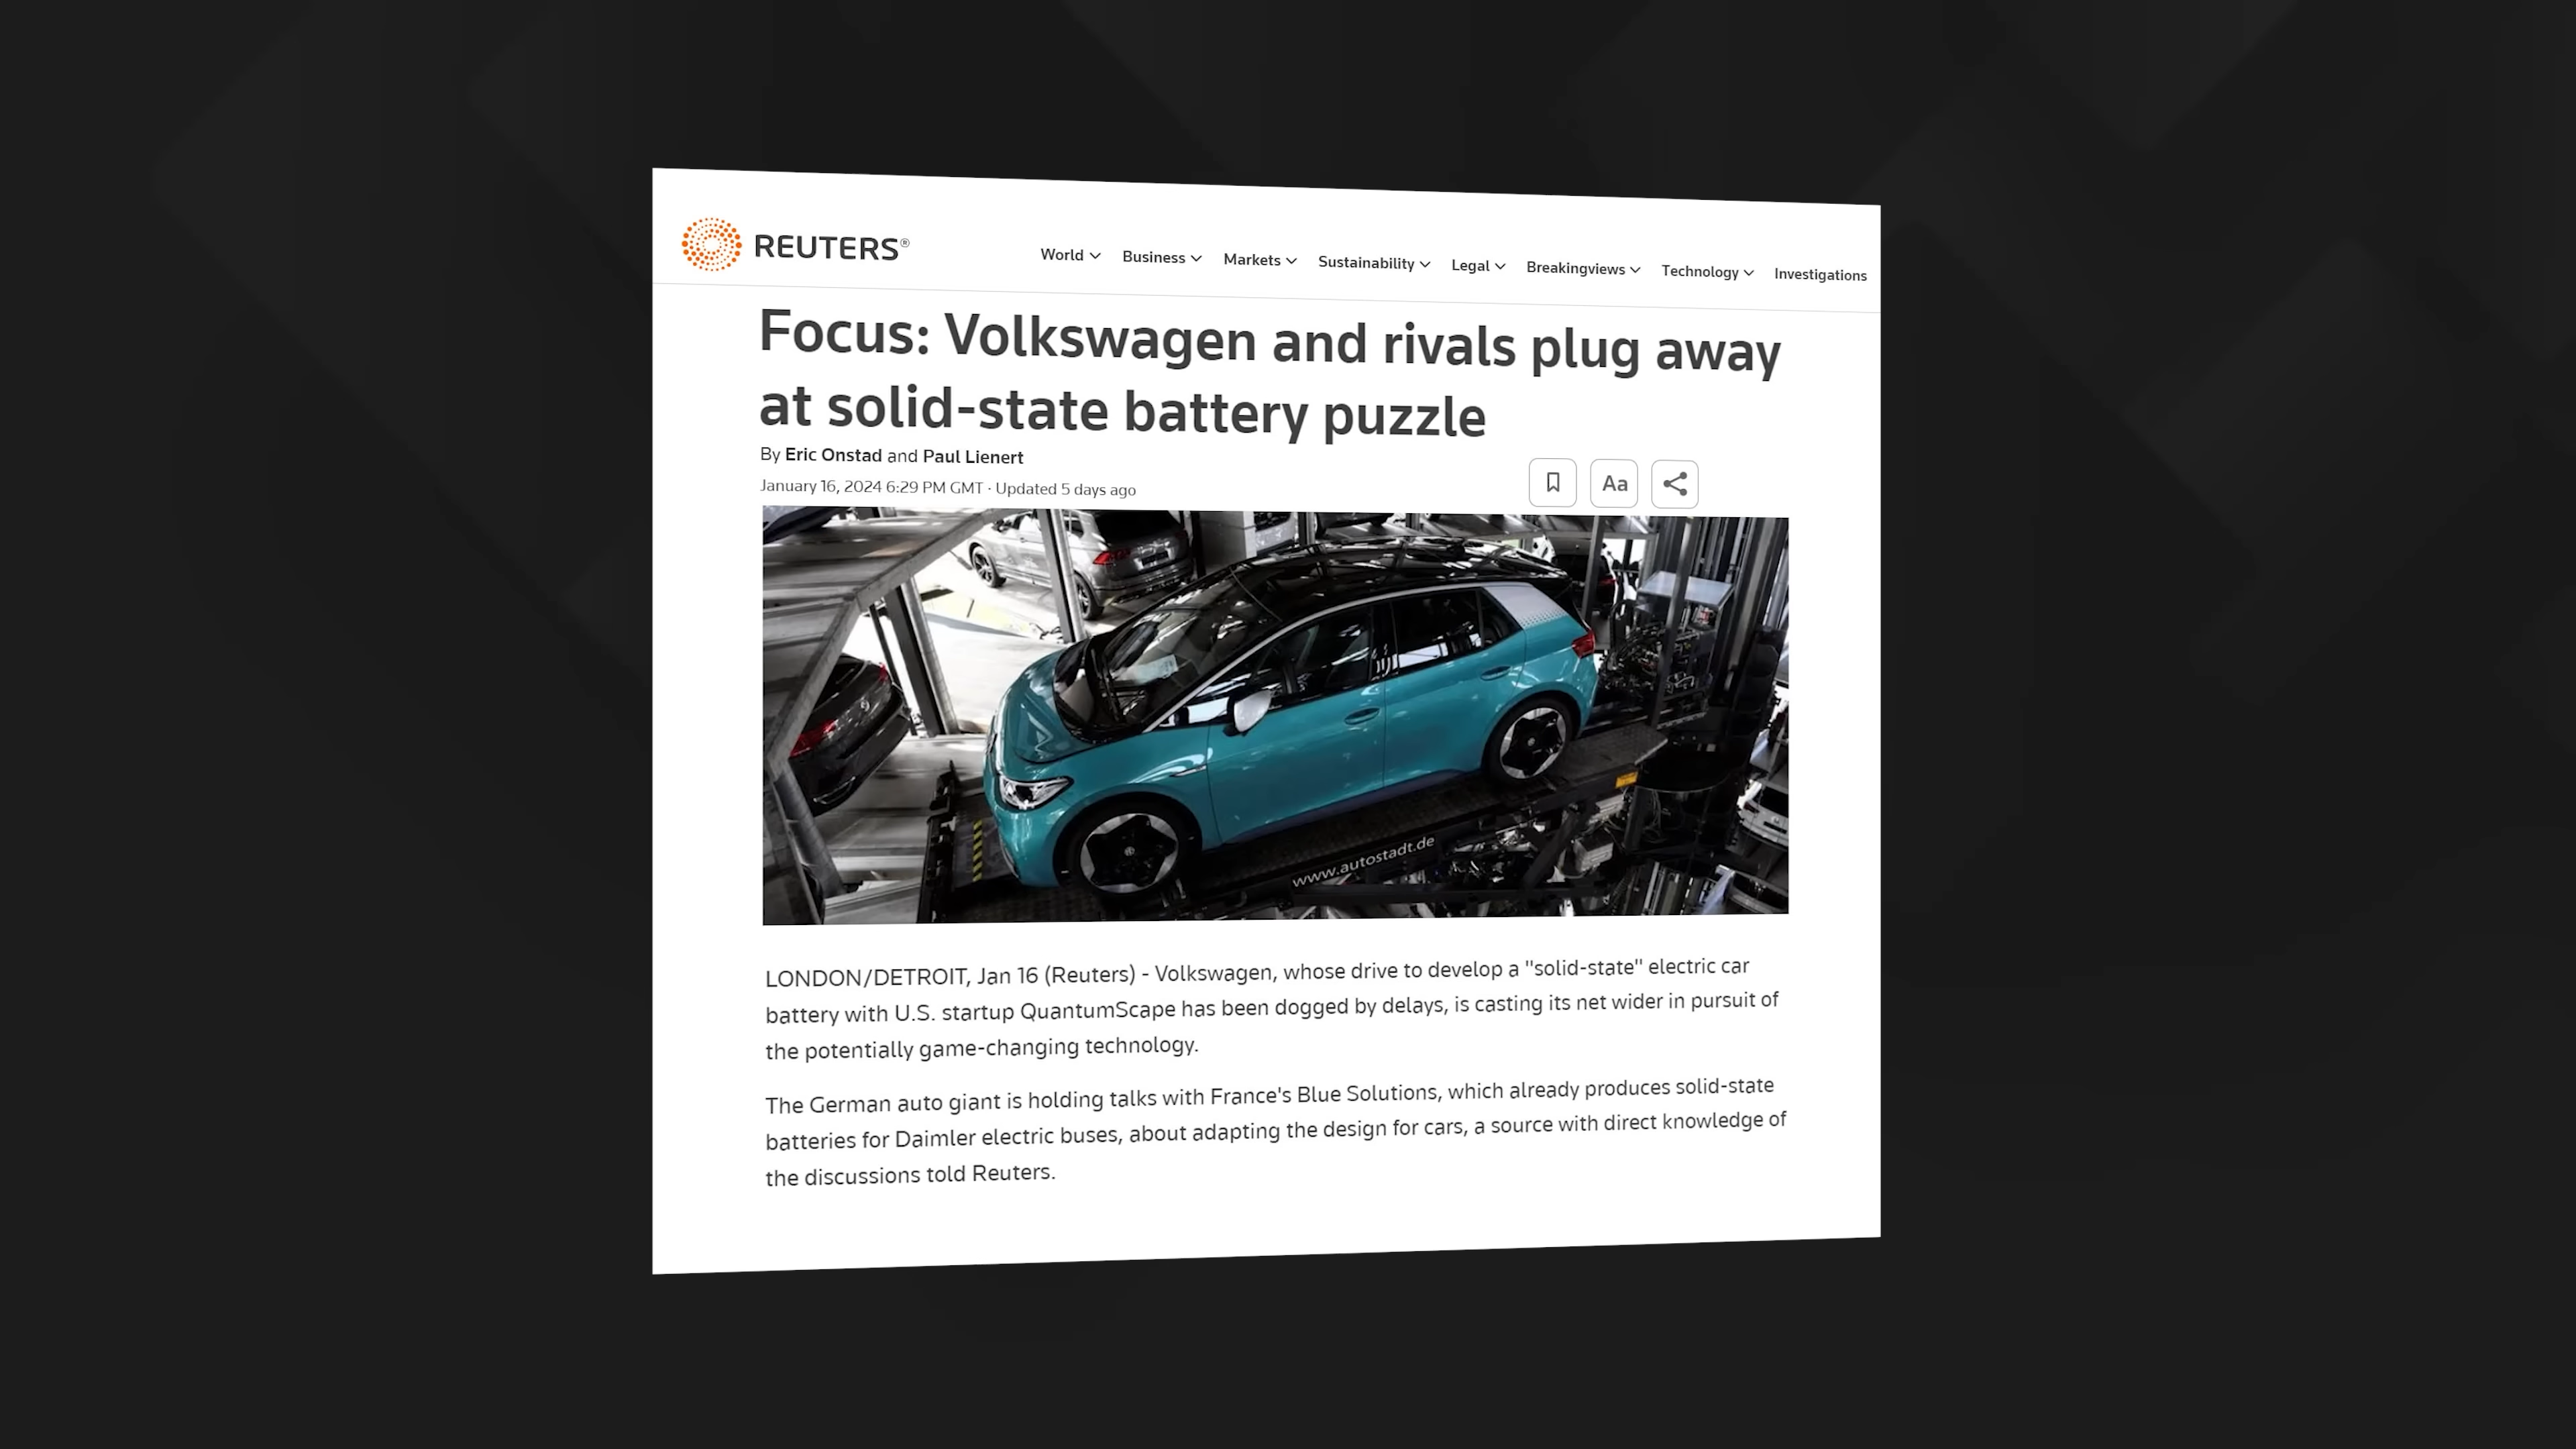 REUTERS®
World Business Markets Sustainability Legal Breakingviews Technology Investigations
Focus: Volkswagen and rivals plug away
at solid-state battery puzzle
By Eric Onstad and Paul Lienert
January 16, 2024 6:29 PM GMT · Updated 5 days ago
Aa
www.autostadt.de
LONDON/DETROIT, Jan 16 (Reuters) - Volkswagen, whose drive to develop a "solid-state" electric car
battery with U.S. startup QuantumScape has been dogged by delays, is casting its net wider in pursuit of
the potentially game-changing technology.
The German auto giant is holding talks with France's Blue Solutions, which already produces solid-state
batteries for Daimler electric buses, about adapting the design for cars, a source with direct knowledge of
the discussions told Reuters.